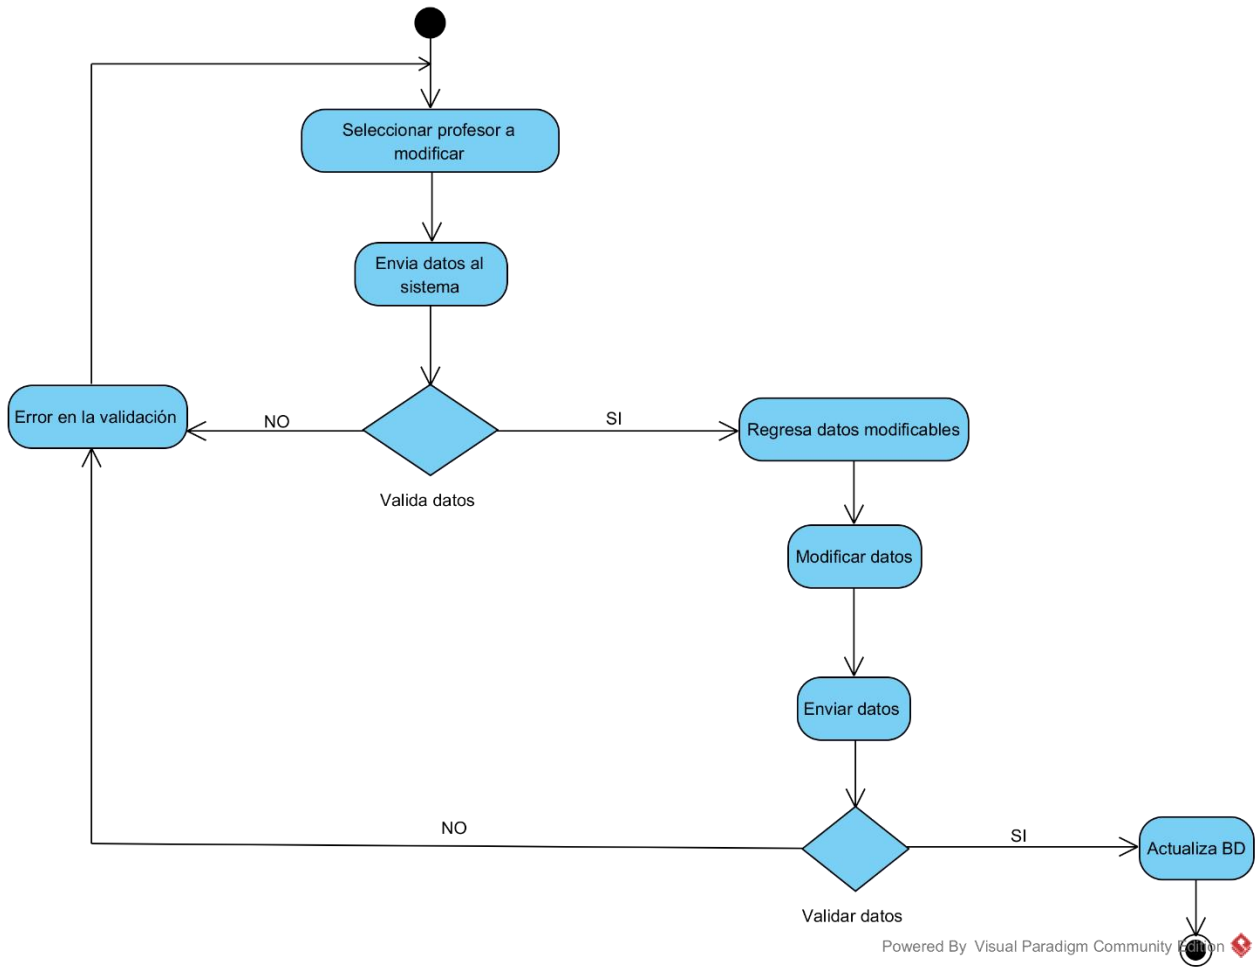 Seleccionar profesor a
modificar
Envia datos al
sistema
Error en la validación
NO
SI
Regresa datos modificables
Valida datos
Modificar datos
Enviar datos
NO
SI
Actualiza BD
Validar datos
Powered By Visual Paradigm Community Edition